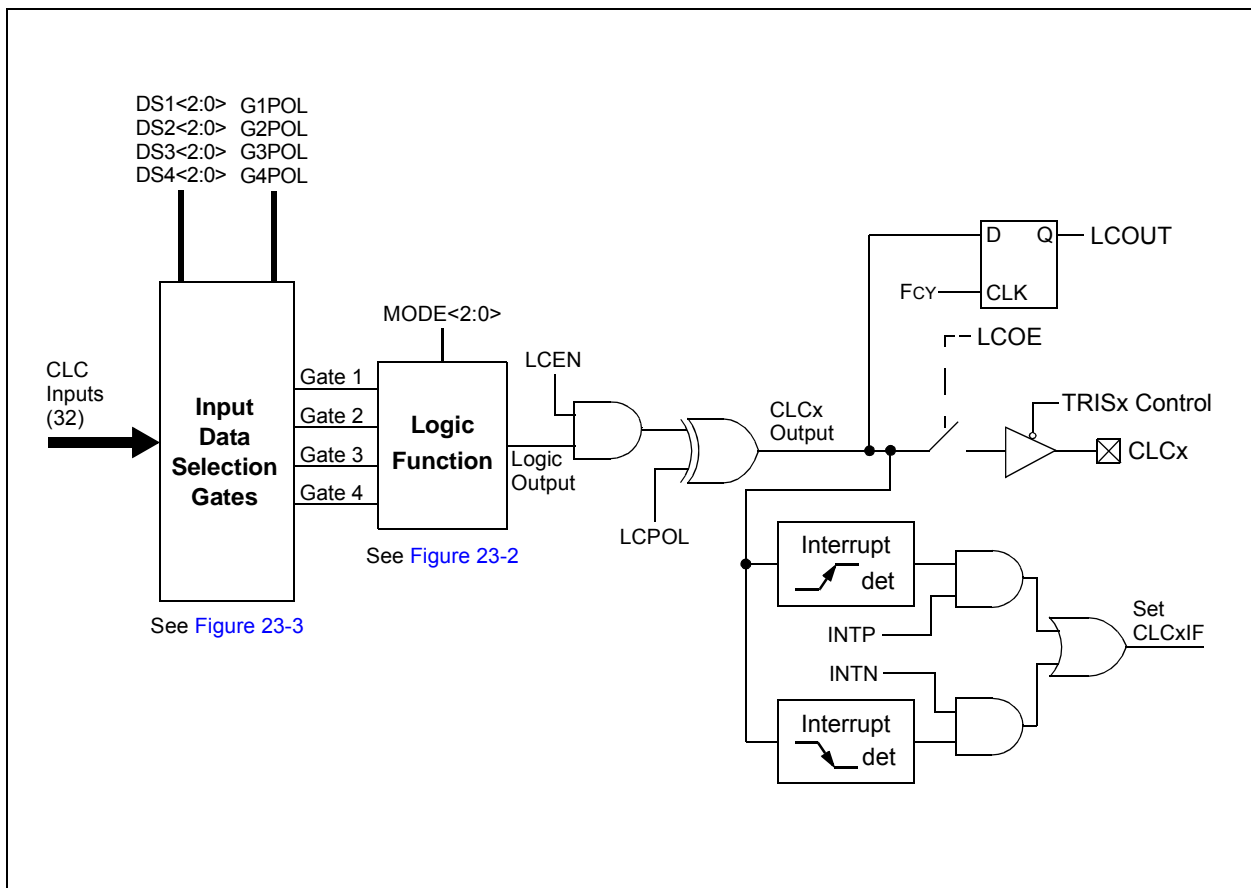 DS1<2:0> G1POL
DS2<2:0> G2POL
DS3<2:0> G3POL
DS4<2:0> G4POL
D Q LCOUT
FCY CLK
MODE<2:0>
LCOE
LCEN
CLC
Inputs
(32)
Input
Data
Selection
Gates
Gate 1
Gate 2
Gate 3
Gate 4
Logic
Function
Logic
Output
CLCx
Output
TRISx Control
CLCx
LCPOL
See Figure 23-2
See Figure 23-3
Interrupt
det
INTP
INTN
Set
CLCxIF
Interrupt
det